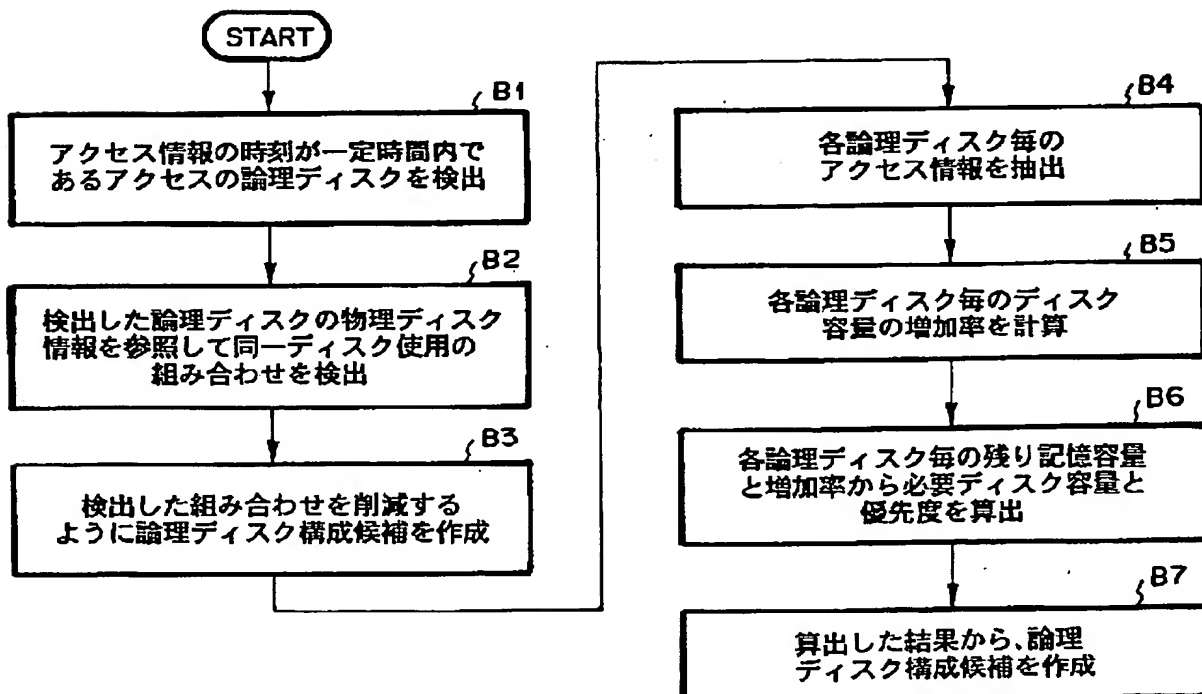 START
B1
アクセス情報の時刻が一定時間内で
あるアクセスの論理ディスクを検出
B2
検出した論理ディスクの物理ディスク
情報を参照して同一ディスク使用の
組み合わせを検出
B3
検出した組み合わせを削減する
ように論理ディスク構成候補を作成
B4
各論理ディスク毎の
アクセス情報を抽出
B5
各論理ディスク毎のディスク
容量の増加率を計算
B6
各論理ディスク毎の残り記憶容量
と増加率から必要ディスク容量と
優先度を算出
B7
算出した結果から、論理
ディスク構成候補を作成